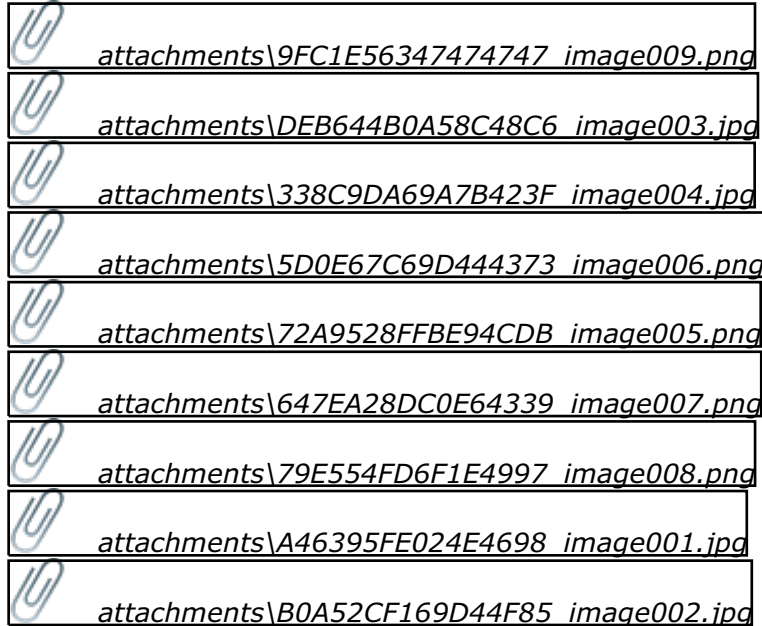 attachments\9FC1E56347474747_image009.png
attachments\DEB644B0A58C48C6_image003.jpg
attachments\338C9DA69A7B423F_image004.jpg
attachments\5D0E67C69D444373_image006.png
attachments\72A9528FFBE94CDB_image005.png
attachments\647EA28DC0E64339_image007.png
attachments\79E554FD6F1E4997_image008.png
attachments\A46395FE024E4698_image001.jpg
attachments\B0A52CF169D44F85_image002.jpg